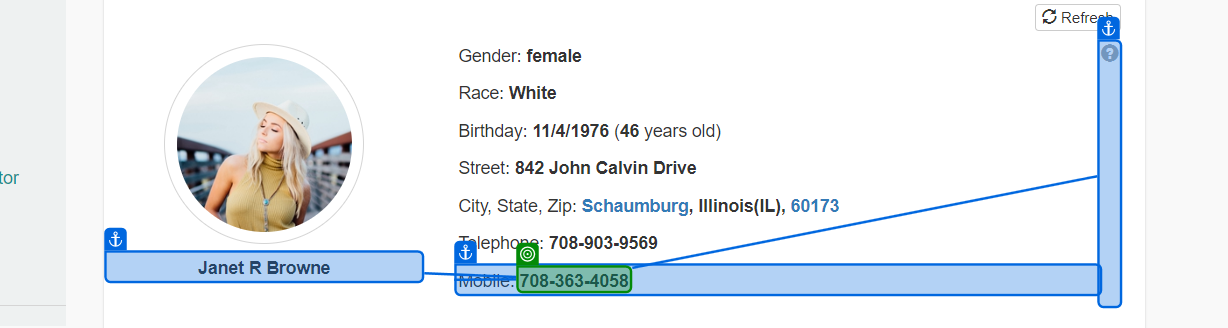 Refresh
?
Gender: female
Race: White
Birthday: 11/4/1976 (46 years old)
Street: 842 John Calvin Drive
tor
City, State, Zip: Schaumburg, Illinois(IL), 60173
Telephone: 708-903-9569
Janet R Browne
Mobile: 708-363-4058